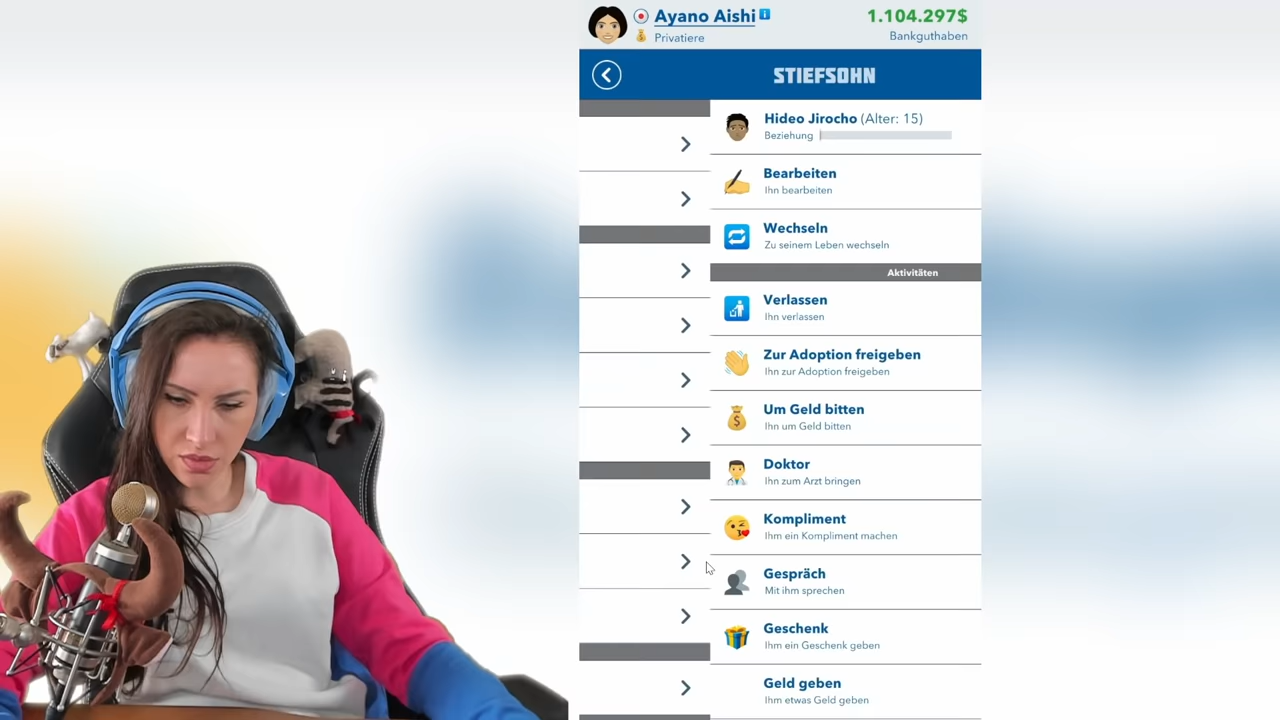 Ayano Aishi
1.104.297$
Privatiere
Bankguthaben
STIEFSOHN
Hideo Jirocho (Alter: 15)
Beziehung
Bearbeiten
Ihn bearbeiten
Wechseln
Zu seinem Leben wechseln
Aktivitäten
Verlassen
Ihn verlassen
Zur Adoption freigeben
Ihn zur Adoption freigeben
Um Geld bitten
Ihn um Geld bitten
Doktor
Ihn zum Arzt bringen
Kompliment
Ihm ein Kompliment machen
Gespräch
Mit ihm sprechen
Geschenk
Ihm ein Geschenk geben
Geld geben
Ihm etwas Geld geben